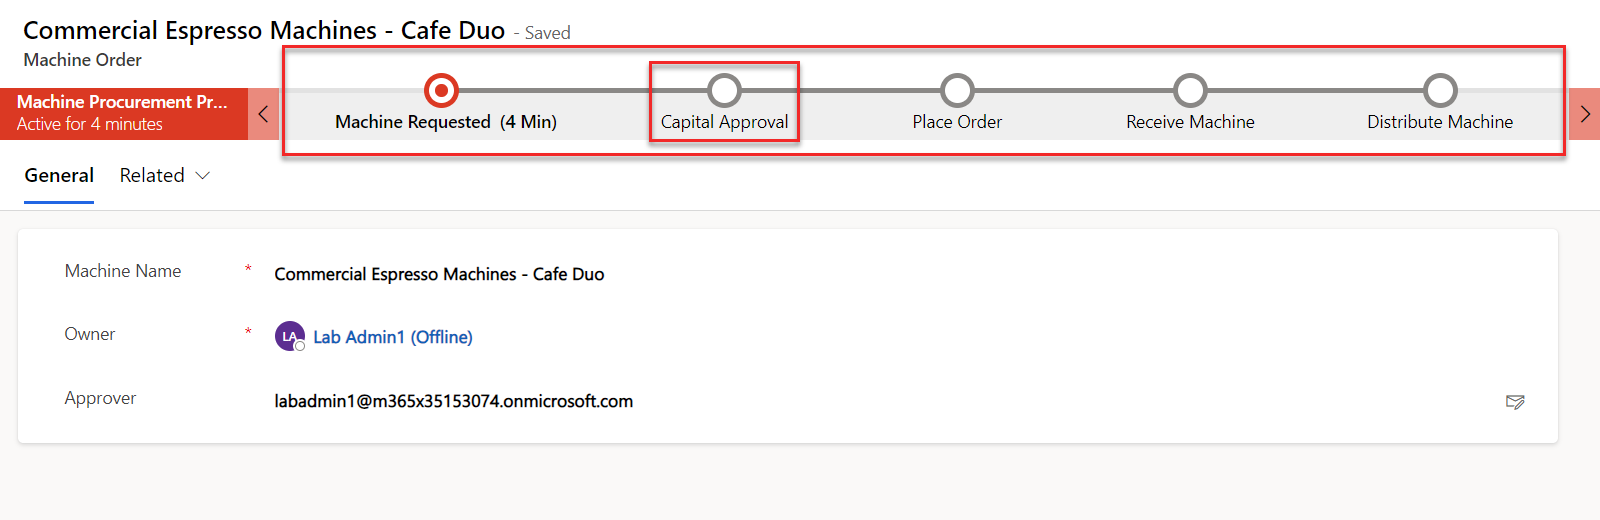 Commercial Espresso Machines - Cafe Duo - Saved
Machine Order
Machine Procurement Pr...
Active for 4 minutes
Machine Requested (4 Min)
Capital Approval
Place Order
Receive Machine
Distribute Machine
General
Related
Machine Name * Commercial Espresso Machines - Cafe Duo
Owner * LA Lab Admin1 (Offline)
Approver labadmin1@m365x35153074.onmicrosoft.com